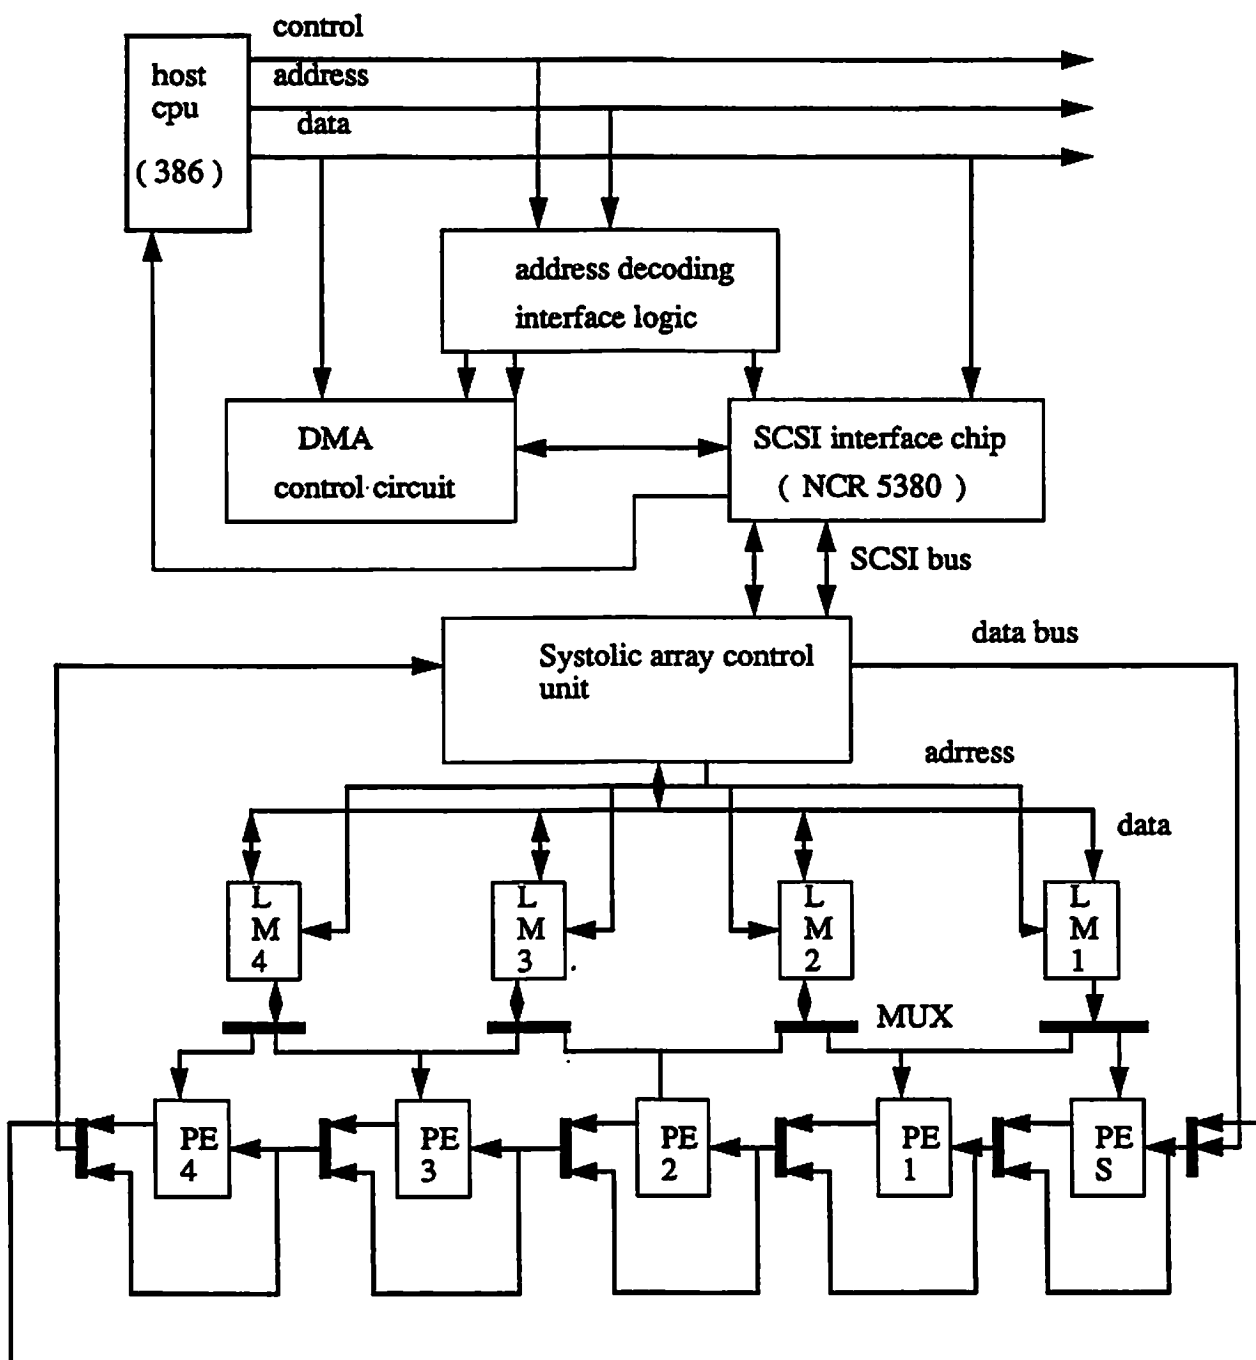 control
host
cpu
( 386 )
address
data
address decoding
interface logic
DMA
control circuit
SCSI interface chip
( NCR 5380 )
SCSI bus
data bus
Systolic array control
unit
adrress
data
L
M
4
L
M
3
L
M
2
L
M
1
MUX
PE
4
PE
3
PE
2
PE
1
PE
S